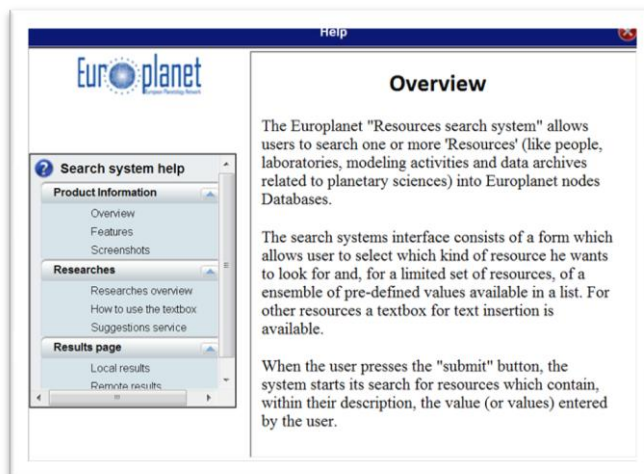 Help
Europlanet
European Planetology Network
Search system help
Product Information
Overview
Features
Screenshots
Researches
Researches overview
How to use the textbox
Suggestions service
Results page
Local results
Remote results
Overview
The Europlanet "Resources search system" allows
users to search one or more 'Resources' (like people,
laboratories, modeling activities and data archives
related to planetary sciences) into Europlanet nodes
Databases.
The search systems interface consists of a form which
allows user to select which kind of resource he wants
to look for and, for a limited set of resources, of a
ensemble of pre-defined values available in a list. For
other resources a textbox for text insertion is
available.
When the user presses the "submit" button, the
system starts its search for resources which contain,
within their description, the value (or values) entered
by the user.